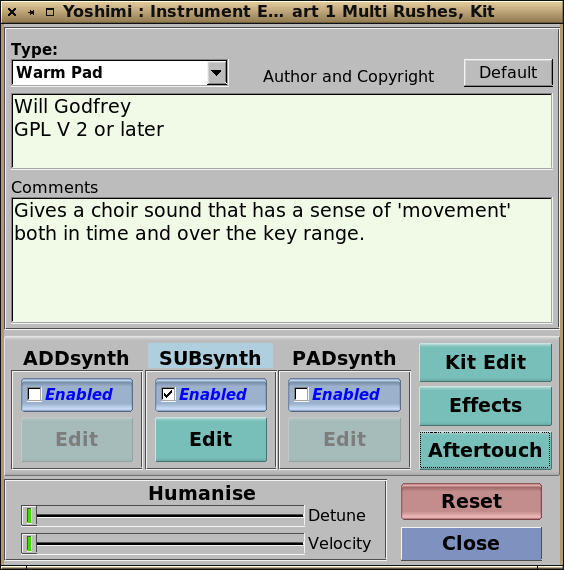 Yoshimi : Instrument E... art 1 Multi Rushes, Kit
Type:
Warm Pad
Author and Copyright
Default
Will Godfrey
GPL V 2 or later
Comments
Gives a choir sound that has a sense of 'movement'
both in time and over the key range.
ADDsynth
SUBsynth
PADsynth
Kit Edit
Enabled
Enabled
Enabled
Effects
Edit
Edit
Edit
Aftertouch
Humanise
Detune
Velocity
Reset
Close